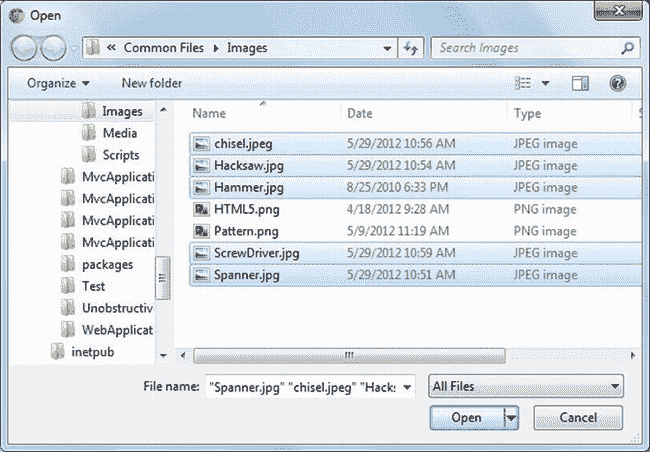 Open
Common Files Images
Search Images
Organize New folder
Images
Media
Scripts
MvcApplicati
MvcApplicati
MvcApplicati
MvcApplicati
packages
Test
Unobstructiv
WebApplicat
inetpub
Name Date Type S
chisel.jpeg 5/29/2012 10:56 AM JPEG image
Hacksaw.jpg 5/29/2012 10:54 AM JPEG image
Hammer.jpg 8/25/2010 6:33 PM JPEG image
HTML5.png 4/18/2012 9:28 AM PNG image
Pattern.png 5/9/2012 11:19 AM PNG image
ScrewDriver.jpg 5/29/2012 10:59 AM JPEG image
Spanner.jpg 5/29/2012 10:51 AM JPEG image
File name: "Spanner.jpg" "chisel.jpeg" "Hacks
All Files
Open Cancel